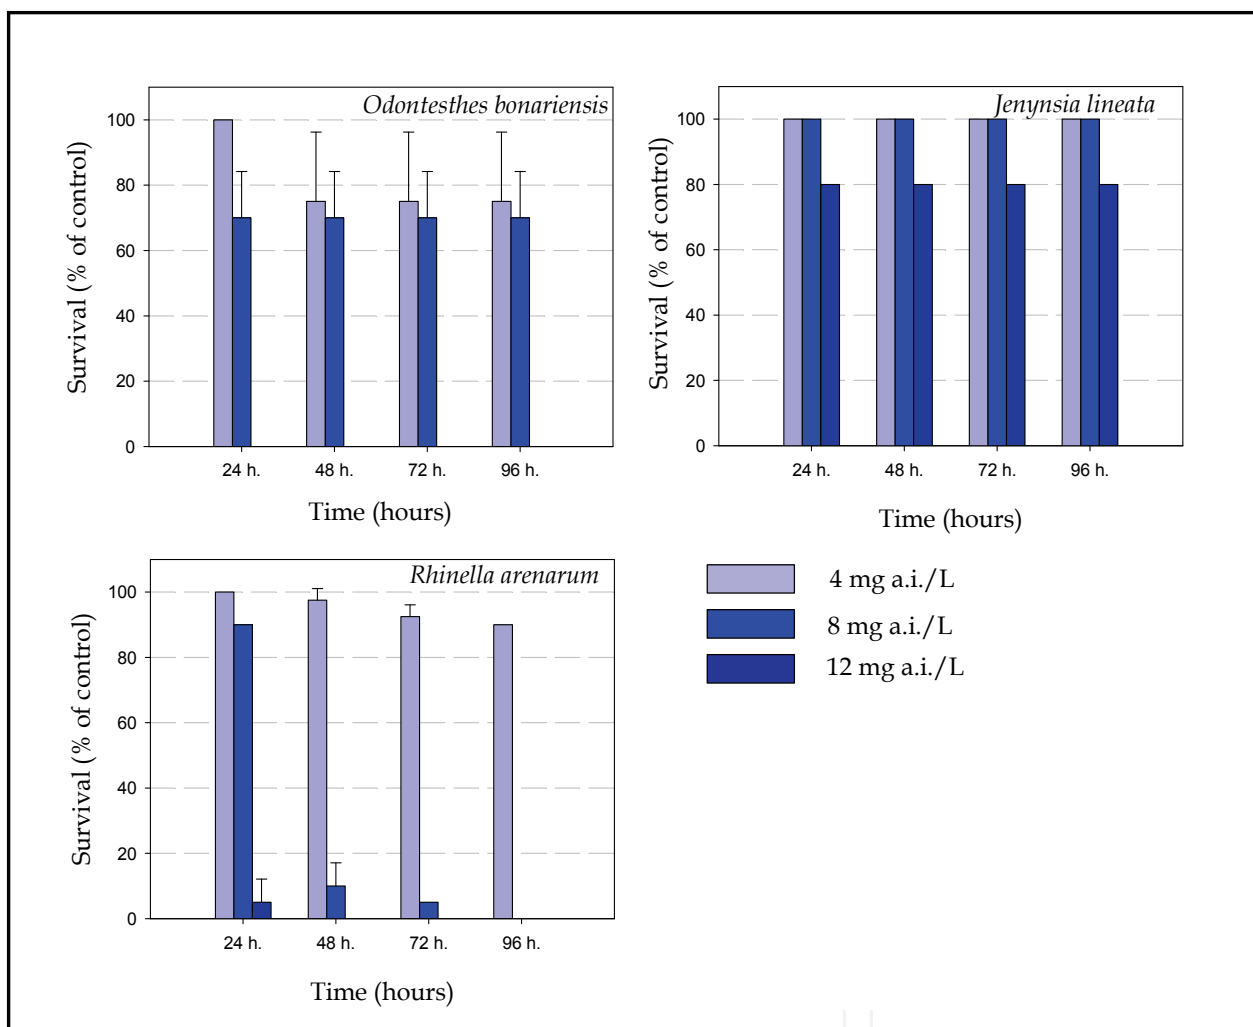 Odontesthes bonariensis
Survival (% of control)
100
80
60
40
20
0
24 h. 48 h. 72 h. 96 h.
Time (hours)
Jenynsia lineata
Survival (% of control)
100
80
60
40
20
0
24 h. 48 h. 72 h. 96 h.
Time (hours)
Rhinella arenarum
Survival (% of control)
100
80
60
40
20
0
24 h. 48 h. 72 h. 96 h.
Time (hours)
4 mg a.i./L
8 mg a.i./L
12 mg a.i./L